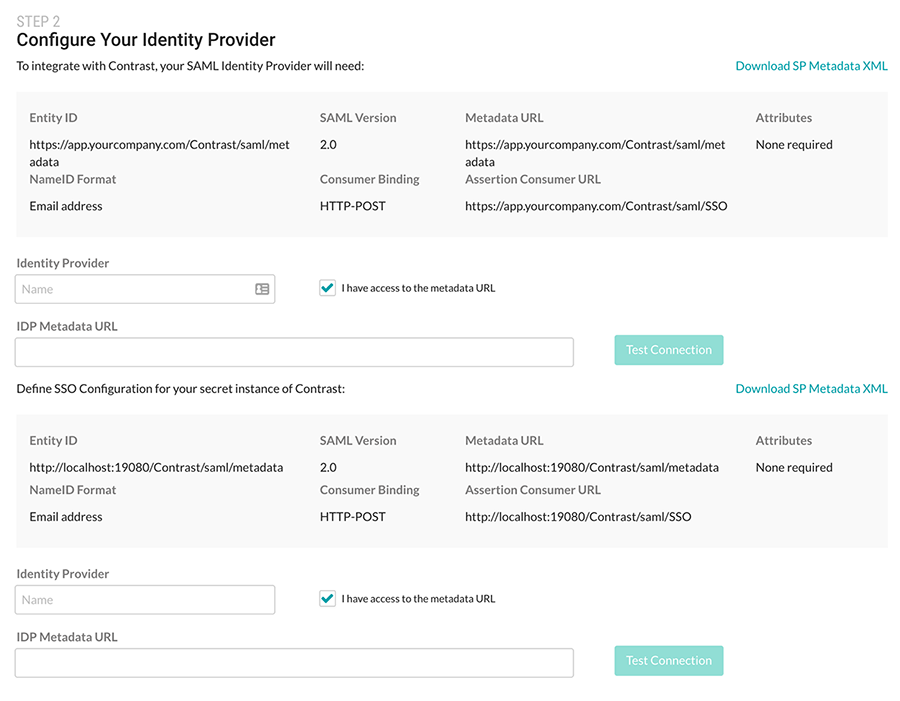 STEP 2
Configure Your Identity Provider
To integrate with Contrast, your SAML Identity Provider will need:
Download SP Metadata XML
Entity ID
SAML Version
Metadata URL
Attributes
https://app.yourcompany.com/Contrast/saml/met
adata
2.0
https://app.yourcompany.com/Contrast/saml/met
adata
None required
NameID Format
Consumer Binding
Assertion Consumer URL
Email address
HTTP-POST
https://app.yourcompany.com/Contrast/saml/SSO
Identity Provider
Name
I have access to the metadata URL
IDP Metadata URL
Test Connection
Define SSO Configuration for your secret instance of Contrast:
Download SP Metadata XML
Entity ID
SAML Version
Metadata URL
Attributes
http://localhost:19080/Contrast/saml/metadata
2.0
http://localhost:19080/Contrast/saml/metadata
None required
NameID Format
Consumer Binding
Assertion Consumer URL
Email address
HTTP-POST
http://localhost:19080/Contrast/saml/SSO
Identity Provider
Name
I have access to the metadata URL
IDP Metadata URL
Test Connection